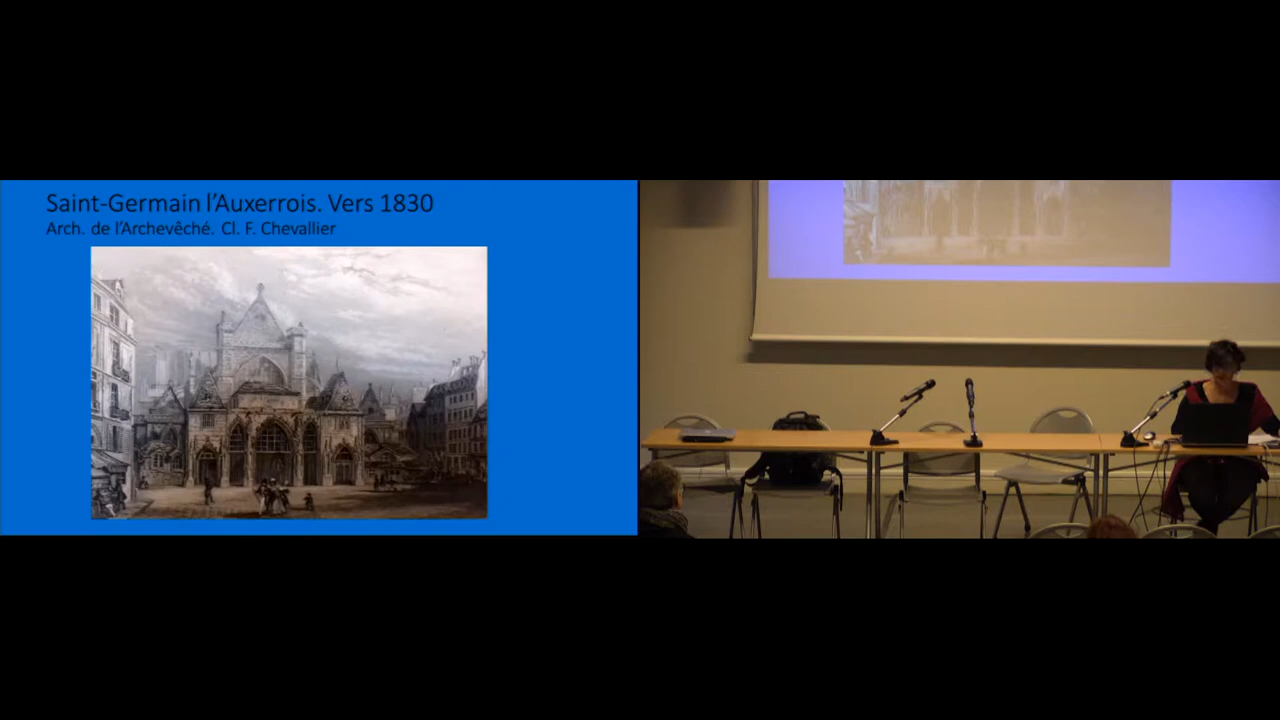 Saint-Germain l’Auxerrois. Vers 1830
Arch. de l’Archevêché. Cl. F. Chevallier